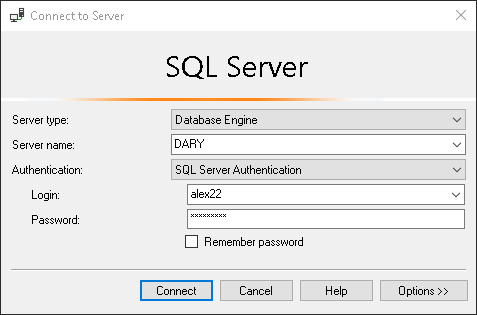 Connect to Server
SQL Server
Server type: Database Engine
Server name: DARY
Authentication: SQL Server Authentication
Login: alex22
Password: *********
Remember password
Connect Cancel Help Options >>